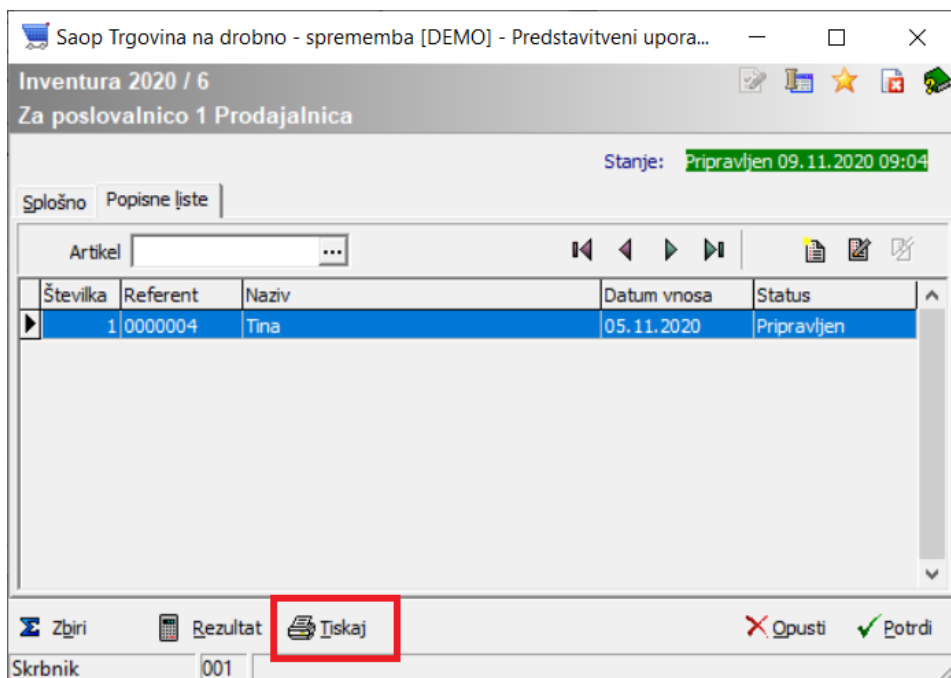 Saop Trgovina na drobno - sprememba [DEMO] - Predstavitveni upora...
Inventura 2020 / 6
Za poslovalnico 1 Prodajalnica
Stanje: Pripravljen 09.11.2020 09:04
Splošno Popisne liste
Artikel ...
Številka Referent Naziv Datum vnosa Status
1 0000004 Tina 05.11.2020 Pripravljen
Zbiri Rezultat Tiskaj Opusti Potrdi
Skrbnik 001